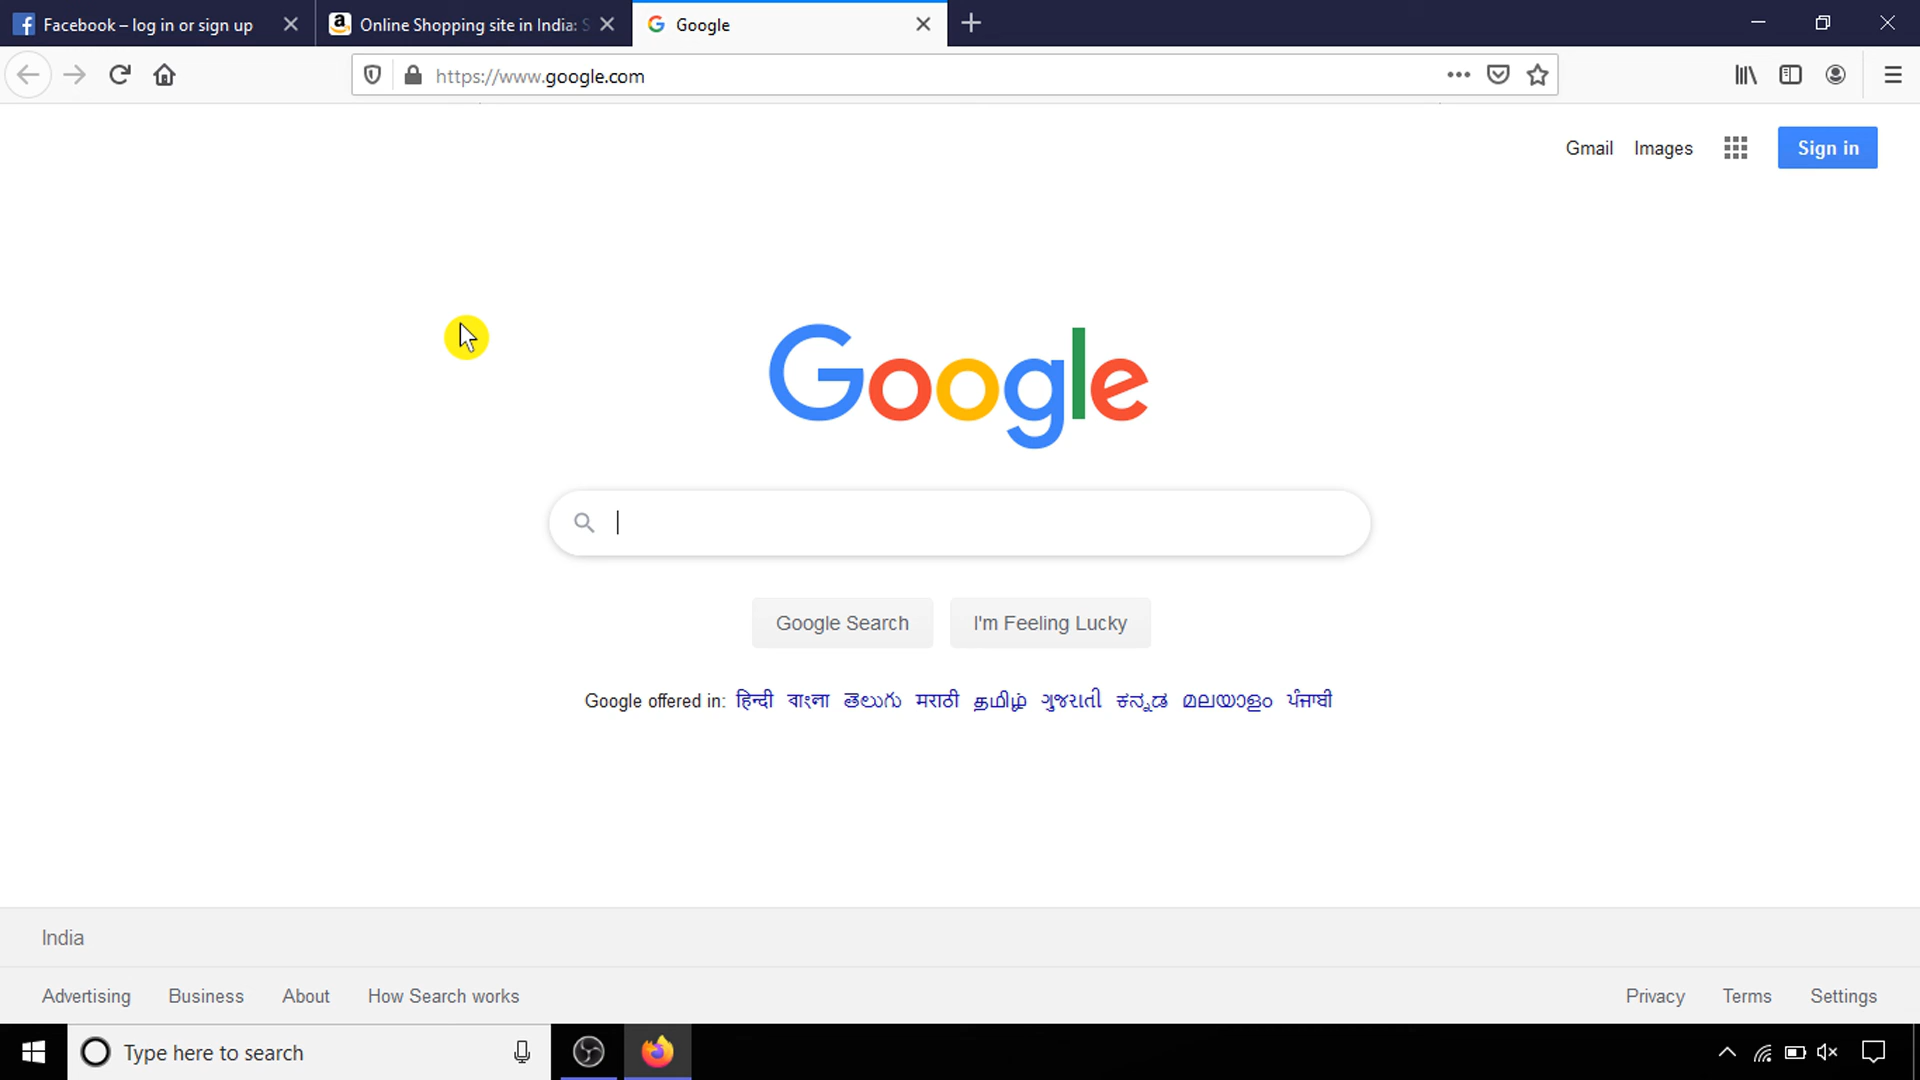 Facebook – log in or sign up
Online Shopping site in India: S
Google
https://www.google.com
Gmail Images Sign in
Google
Google Search I'm Feeling Lucky
Google offered in: हिन्दी বাংলা తెలుగు मराठी தமிழ் ગુજરાતી ಕನ್ನಡ മലയാളം ਪੰਜਾਬੀ
India
Advertising Business About How Search works Privacy Terms Settings
Type here to search